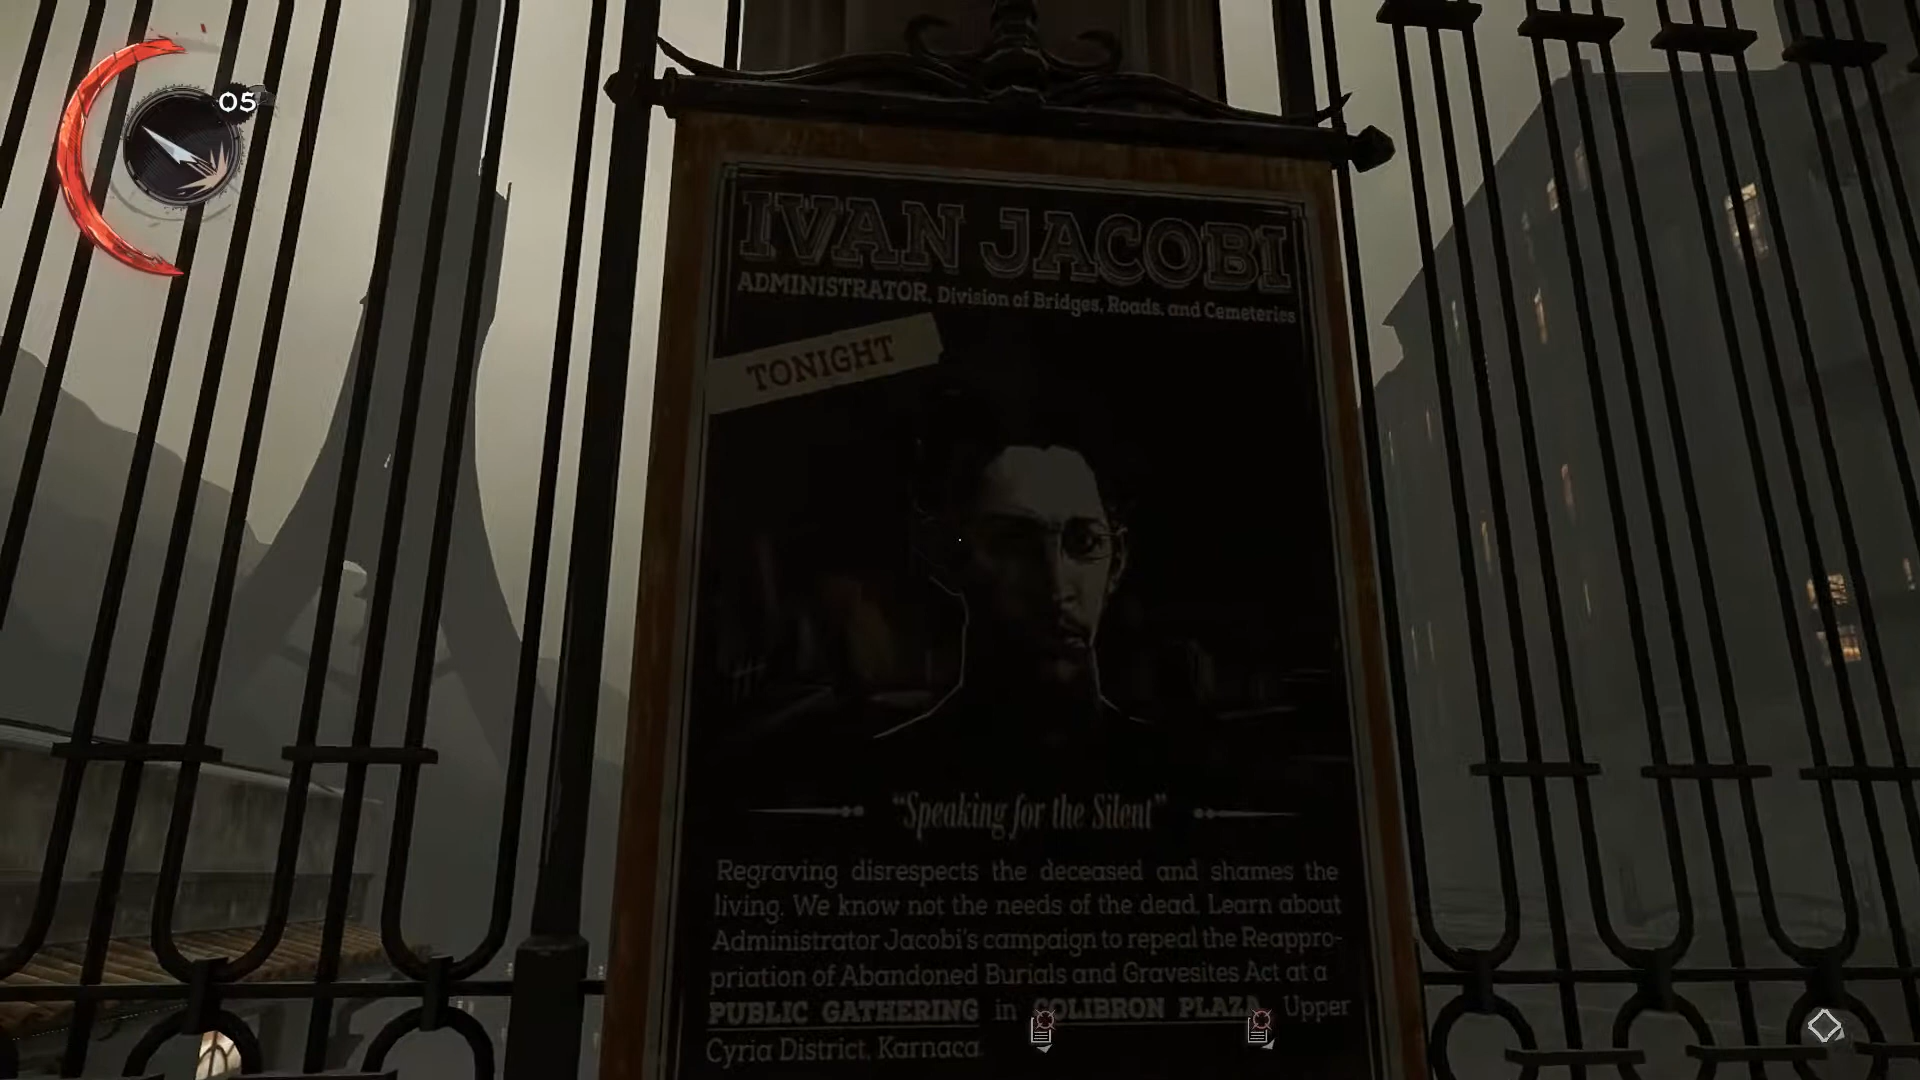 05
IVAN JACOBI
ADMINISTRATOR, Division of Bridges, Roads, and Cemeteries
TONIGHT
“Speaking for the Silent”
Regraving disrespects the deceased and shames the
living. We know not the needs of the dead. Learn about
Administrator Jacobi's campaign to repeal the Reappro-
priation of Abandoned Burials and Gravesites Act at a
PUBLIC GATHERING in COLIBRON PLAZA, Upper
Cyria District, Karnaca